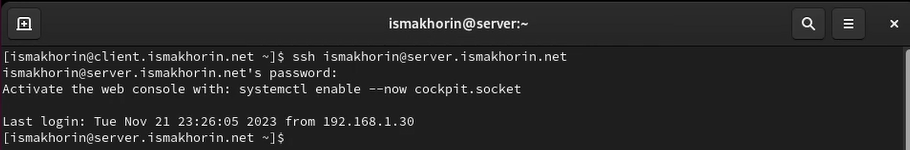 ismakhorin@server:~
[ismakhorin@client.ismakhorin.net ~]$ ssh ismakhorin@server.ismakhorin.net
ismakhorin@server.ismakhorin.net's password:
Activate the web console with: systemctl enable --now cockpit.socket
Last login: Tue Nov 21 23:26:05 2023 from 192.168.1.30
[ismakhorin@server.ismakhorin.net ~]$